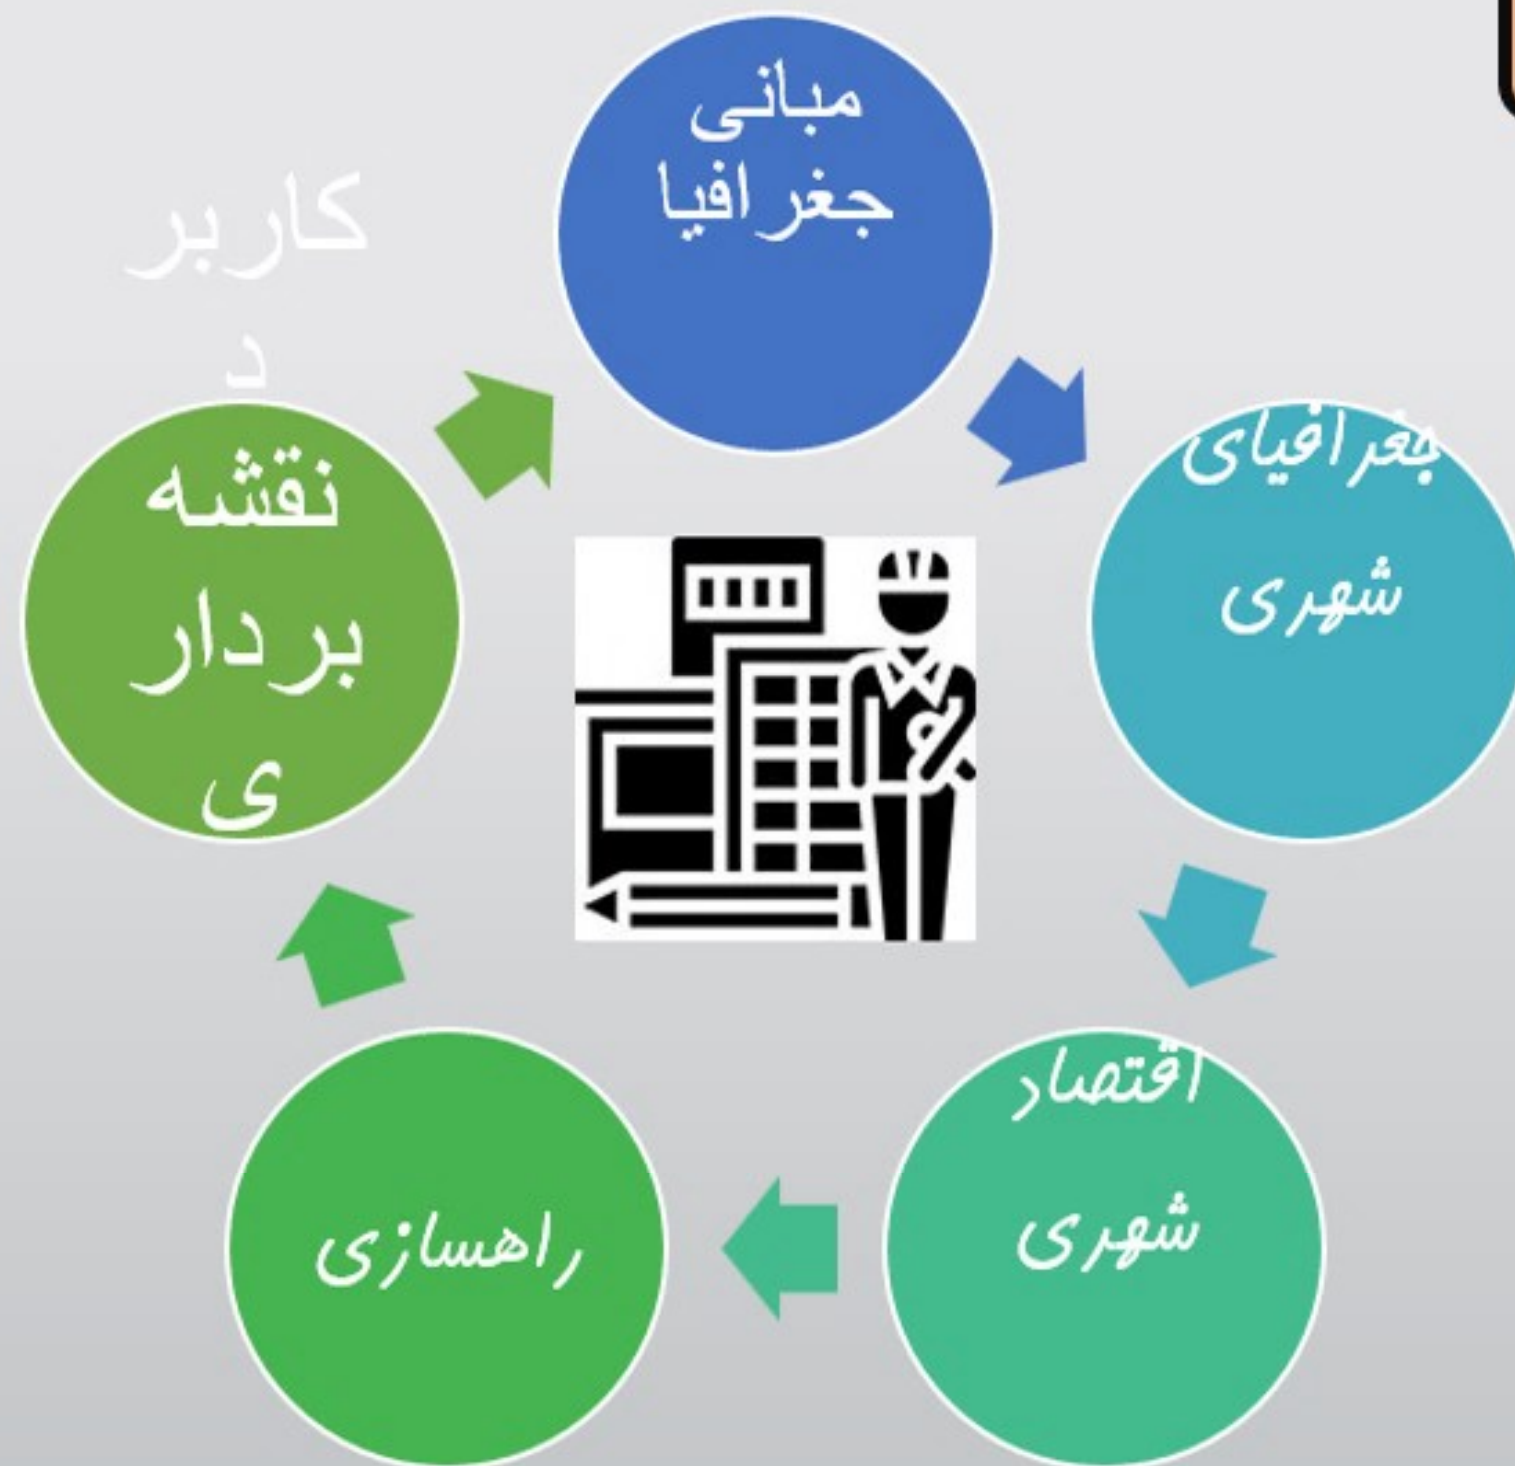 مبانی
جغرافیا
جغرافیای
شهری
اقتصاد
شهری
راهسازی
کاربر
د
نقشه
بردار
ی